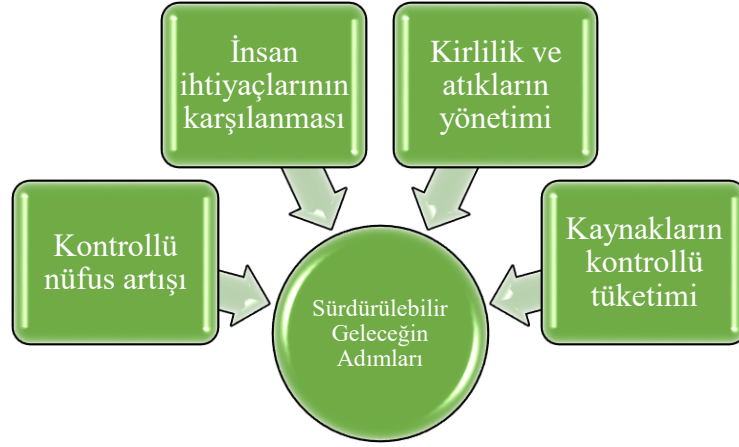 İnsan
ihtiyaçlarının
karşılanması
Kirlilik ve
atıkların
yönetimi
Kontrollü
nüfus artışı
Kaynakların
kontrollü
tüketimi
Sürdürülebilir
Geleceğin
Adımları